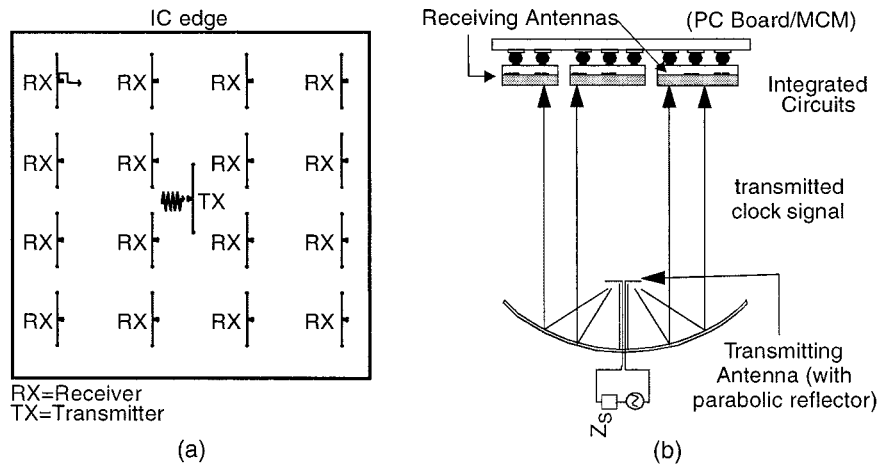 IC edge
RX RX RX RX
RX RX RX RX
TX
RX RX RX RX
RX RX RX RX
RX=Receiver
TX=Transmitter
(a)
Receiving Antennas
(PC Board/MCM)
Integrated
Circuits
transmitted
clock signal
Transmitting
Antenna (with
parabolic reflector)
ZS
(b)